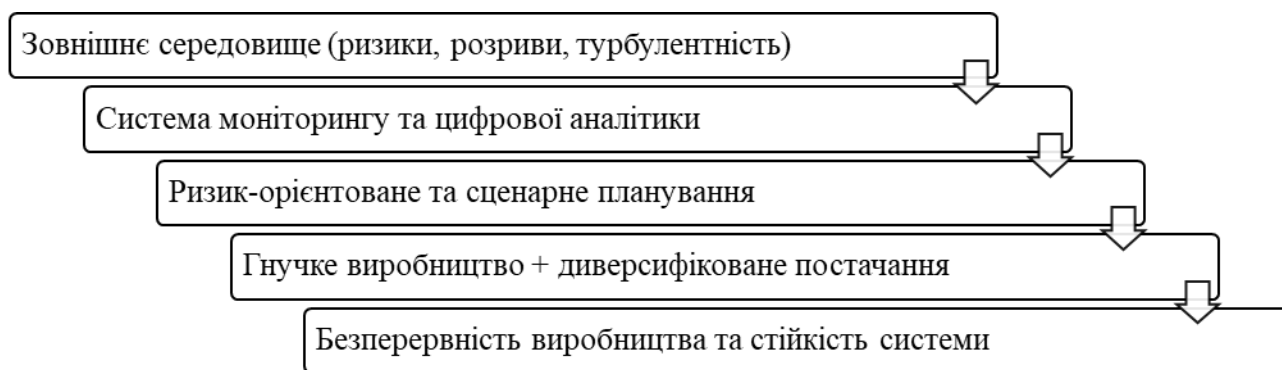 Зовнішнє середовище (ризики, розриви, турбулентність)
Система моніторингу та цифрової аналітики
Ризик-орієнтоване та сценарне планування
Гнучке виробництво + диверсифіковане постачання
Безперервність виробництва та стійкість системи